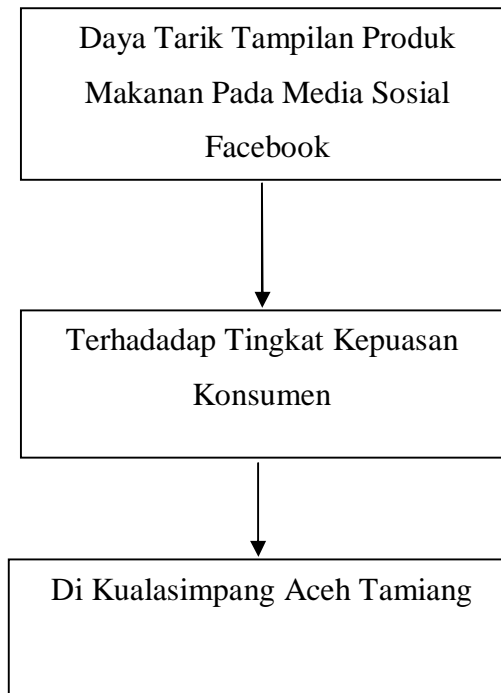 Daya Tarik Tampilan Produk
Makanan Pada Media Sosial
Facebook
Terhadadap Tingkat Kepuasan
Konsumen
Di Kualasimpang Aceh Tamiang